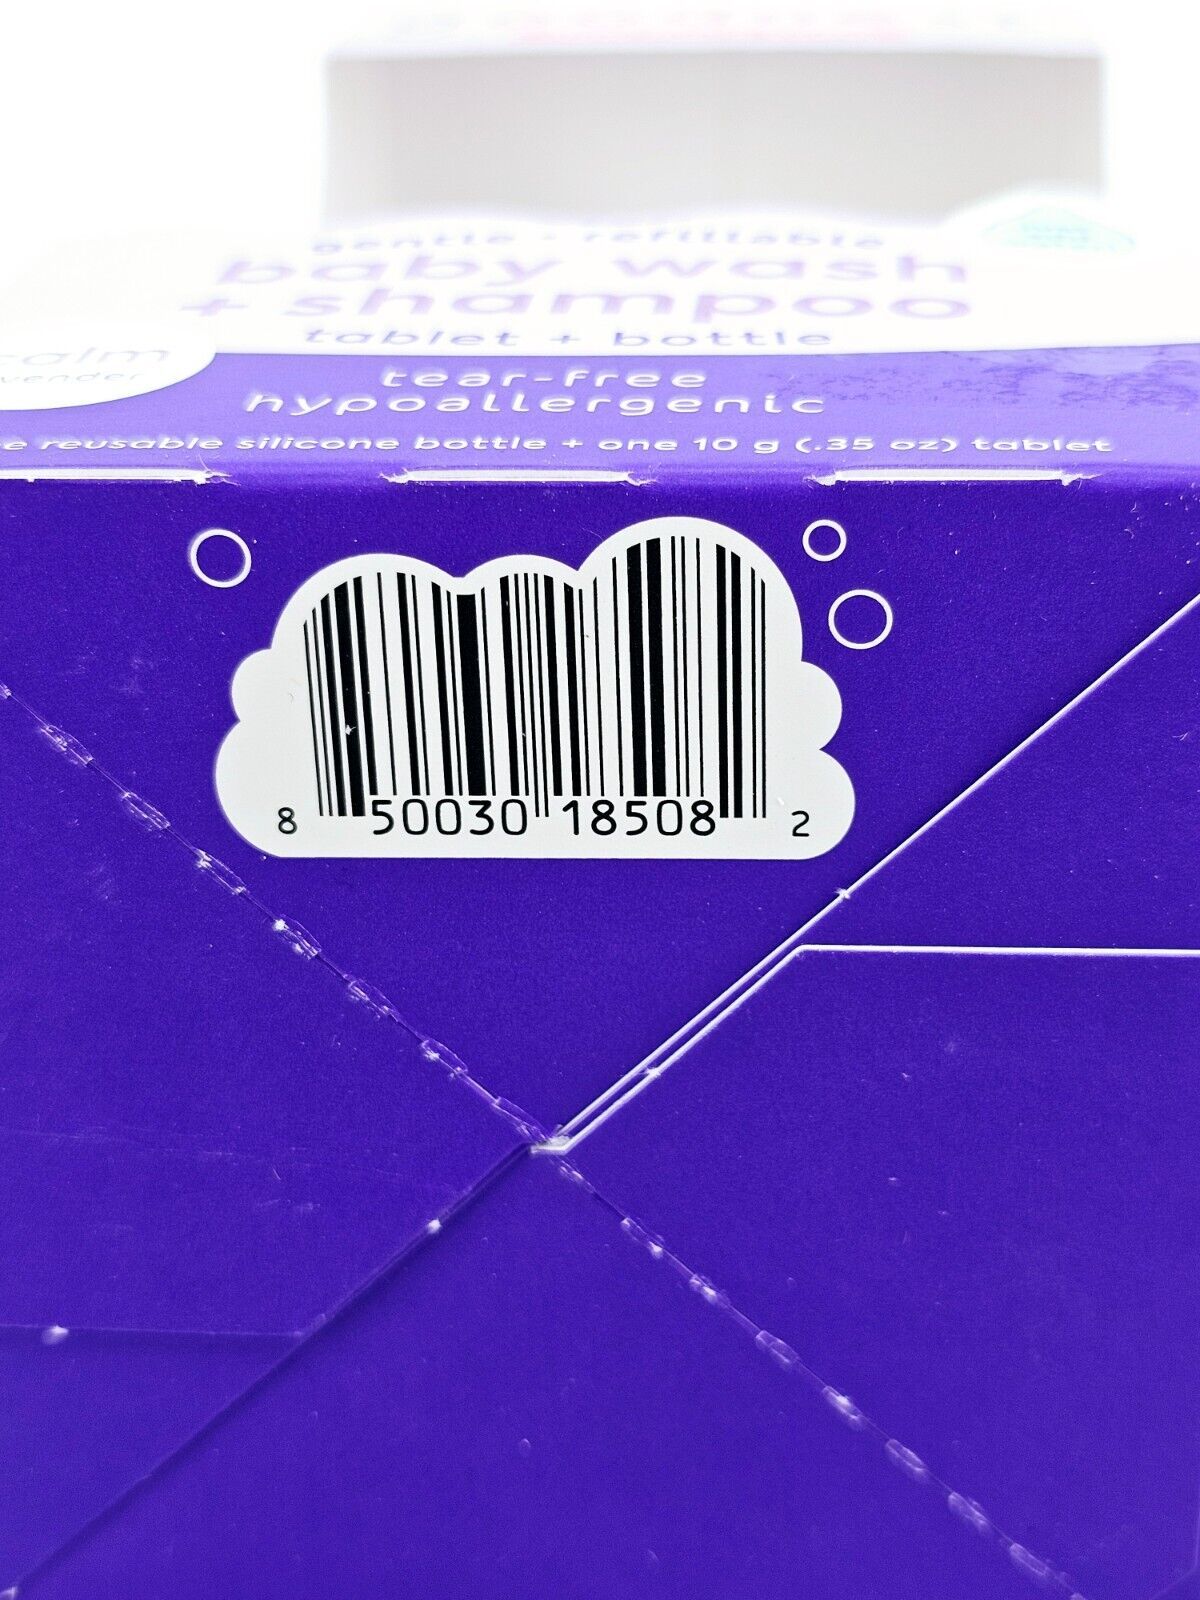 gentle · refillable
baby wash
+ shampoo
tablet + bottle
calm
tear-free
hypoallergenic
reusable silicone bottle + one 10 g (.35 oz) tablet
8 50030 18508 2